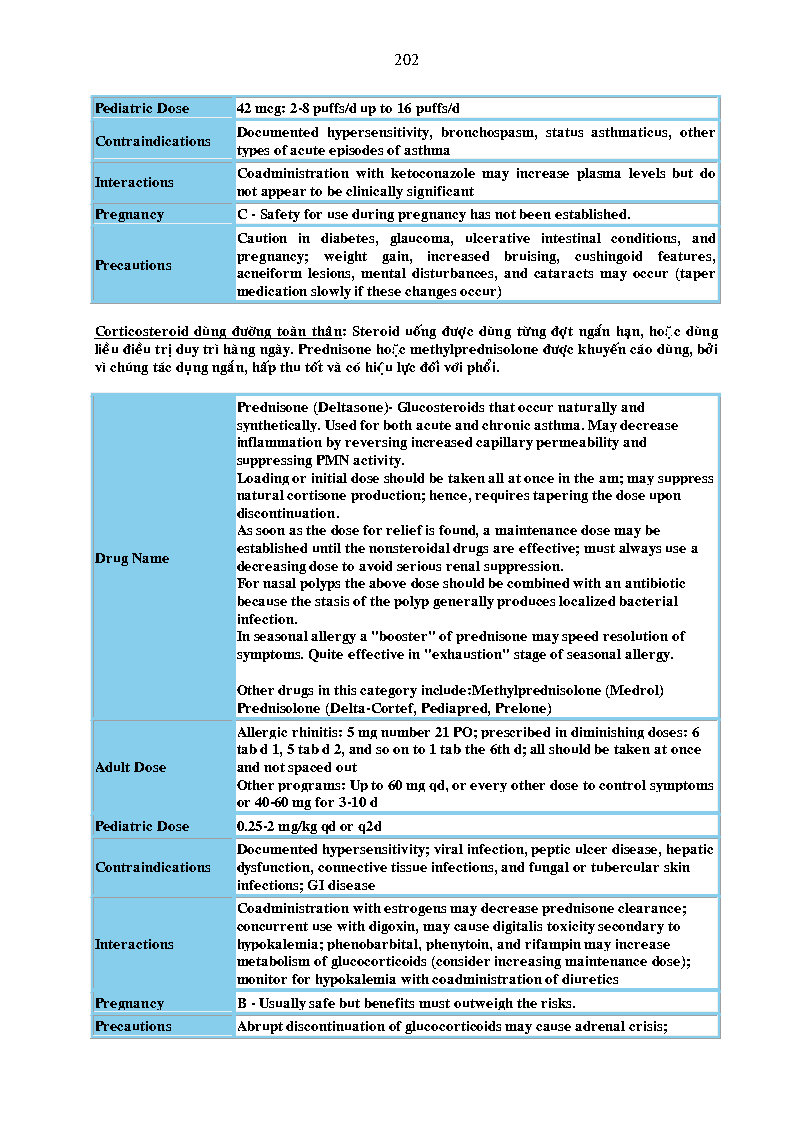 202
Pediatric Dose
42 mcg: 2-8 puffs/d up to 16 puffs/d
Contraindications
Documented hypersensitivity, bronchospasm, status asthmaticus, other
types of acute episodes of asthma
Interactions
Coadministration with ketoconazole may increase plasma levels but do
not appear to be clinically significant
Pregnancy
C - Safety for use during pregnancy has not been established.
Precautions
Caution in diabetes, glaucoma, ulcerative intestinal conditions, and
pregnancy; weight gain, increased bruising, cushingoid features,
acneiform lesions, mental disturbances, and cataracts may occur (taper
medication slowly if these changes occur)
Corticosteroid dùng đường toàn thân: Steroid uống được dùng từng đợt ngắn hạn, hoặc dùng
liều điều trị duy trì hàng ngày. Prednisone hoặc methylprednisolone được khuyến cáo dùng, bởi
vì chúng tác dụng ngắn, hấp thu tốt và có hiệu lực đối với phổi.
Drug Name
Prednisone (Deltasone)- Glucosteroids that occur naturally and
synthetically. Used for both acute and chronic asthma. May decrease
inflammation by reversing increased capillary permeability and
suppressing PMN activity.
Loading or initial dose should be taken all at once in the am; may suppress
natural cortisone production; hence, requires tapering the dose upon
discontinuation.
As soon as the dose for relief is found, a maintenance dose may be
established until the nonsteroidal drugs are effective; must always use a
decreasing dose to avoid serious renal suppression.
For nasal polyps the above dose should be combined with an antibiotic
because the stasis of the polyp generally produces localized bacterial
infection.
In seasonal allergy a "booster" of prednisone may speed resolution of
symptoms. Quite effective in "exhaustion" stage of seasonal allergy.
Other drugs in this category include:Methylprednisolone (Medrol)
Prednisolone (Delta-Cortef, Pediapred, Prelone)
Adult Dose
Allergic rhinitis: 5 mg number 21 PO; prescribed in diminishing doses: 6
tab d 1, 5 tab d 2, and so on to 1 tab the 6th d; all should be taken at once
and not spaced out
Other programs: Up to 60 mg qd, or every other dose to control symptoms
or 40-60 mg for 3-10 d
Pediatric Dose
0.25-2 mg/kg qd or q2d
Contraindications
Documented hypersensitivity; viral infection, peptic ulcer disease, hepatic
dysfunction, connective tissue infections, and fungal or tubercular skin
infections; GI disease
Interactions
Coadministration with estrogens may decrease prednisone clearance;
concurrent use with digoxin, may cause digitalis toxicity secondary to
hypokalemia; phenobarbital, phenytoin, and rifampin may increase
metabolism of glucocorticoids (consider increasing maintenance dose);
monitor for hypokalemia with coadministration of diuretics
Pregnancy
B - Usually safe but benefits must outweigh the risks.
Precautions
Abrupt discontinuation of glucocorticoids may cause adrenal crisis;